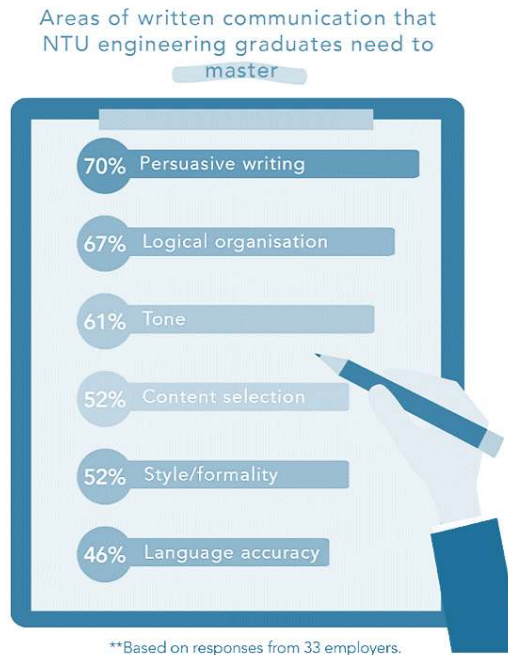 Areas of written communication that
NTU engineering graduates need to
master
70% Persuasive writing
67% Logical organisation
61% Tone
52% Content selection
52% Style/formality
46% Language accuracy
**Based on responses from 33 employers.